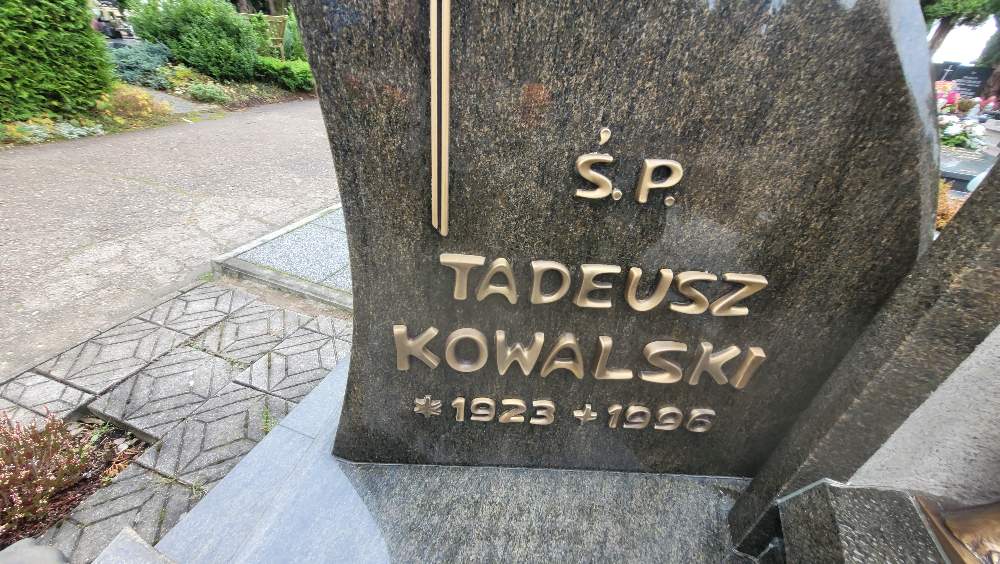 Ś.P.
TADEUSZ
KOWALSKI
* 1923 + 1996